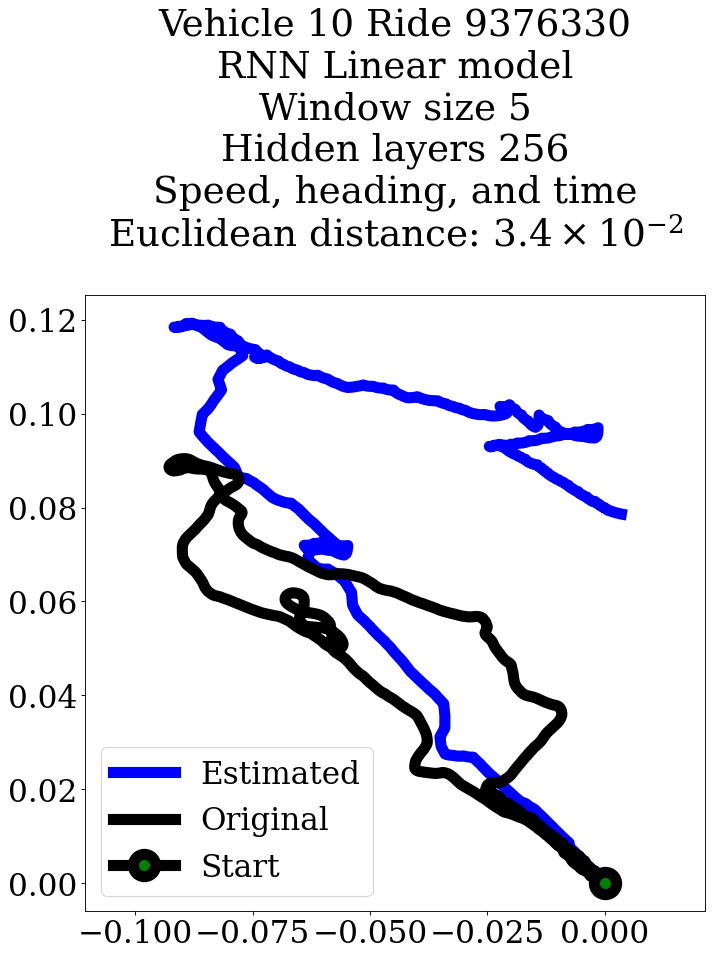 Vehicle 10 Ride 9376330
RNN Linear model
Window size 5
Hidden layers 256
Speed, heading, and time
Euclidean distance: 3.4 × 10⁻²
0.12
0.10
0.08
0.06
0.04
0.02
0.00
Estimated
Original
Start
−0.100 −0.075 −0.050 −0.025 0.000